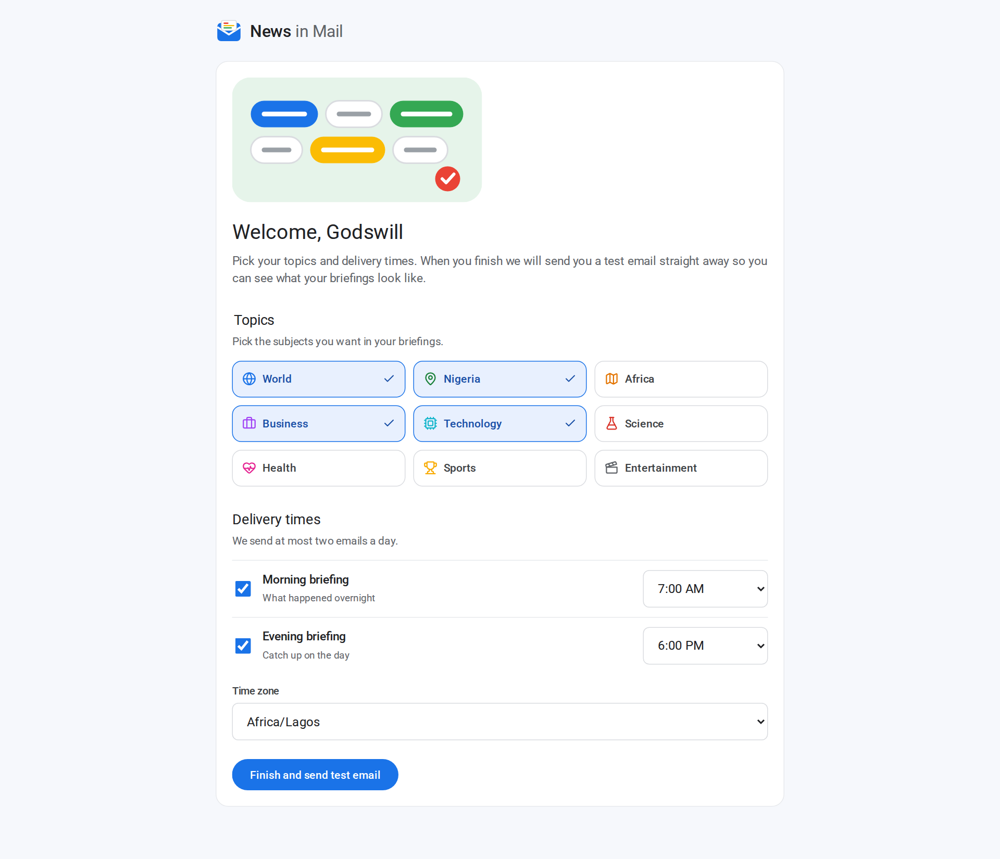 News in Mail
Welcome, Godswill
Pick your topics and delivery times. When you finish we will send you a test email straight away so you
can see what your briefings look like.
Topics
Pick the subjects you want in your briefings.
World
Nigeria
Africa
Business
Technology
Science
Health
Sports
Entertainment
Delivery times
We send at most two emails a day.
Morning briefing
What happened overnight
7:00 AM
Evening briefing
Catch up on the day
6:00 PM
Time zone
Africa/Lagos
Finish and send test email